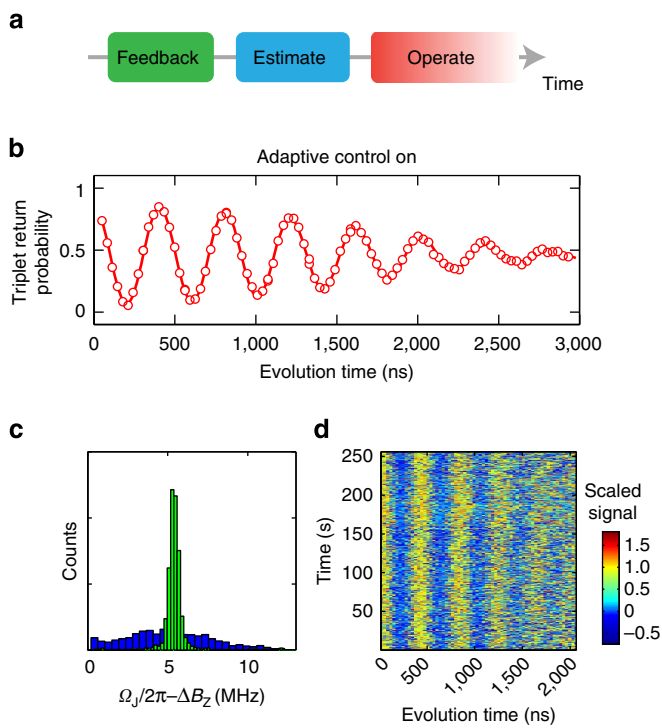 a
Feedback
Estimate
Operate
Time
b
Adaptive control on
Triplet return
probability
1
0.5
0
0
500
1,000
1,500
2,000
2,500
3,000
Evolution time (ns)
c
Counts
0
5
10
Ω_J/2π–ΔB_Z (MHz)
d
Time (s)
250
200
150
100
50
0
500
1,000
1,500
2,000
Evolution time (ns)
Scaled
signal
1.5
1.0
0.5
0
−0.5